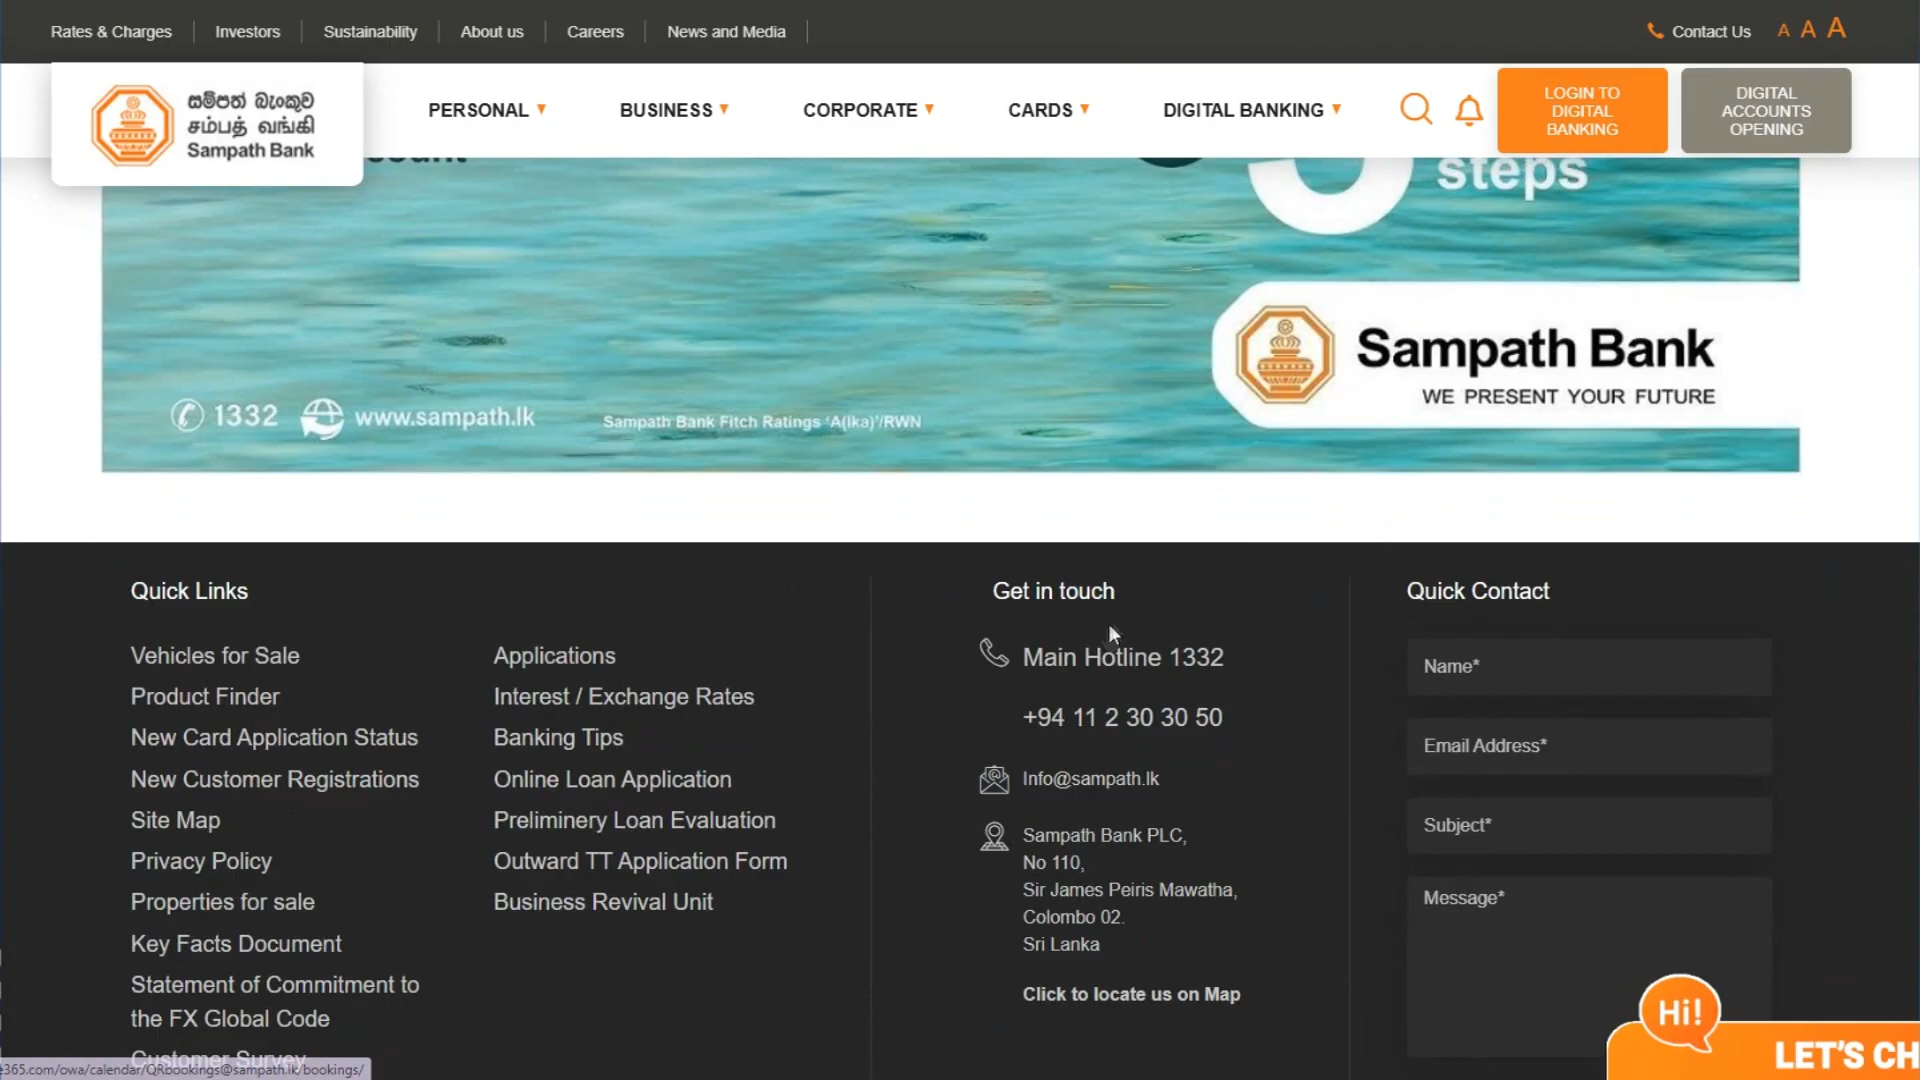 Rates & Charges
Investors
Sustainability
About us
Careers
News and Media
Contact Us
A A A
සම්පත් බැංකුව
சம்பத் வங்கி
Sampath Bank
PERSONAL
BUSINESS
CORPORATE
CARDS
DIGITAL BANKING
LOGIN TO
DIGITAL
BANKING
DIGITAL
ACCOUNTS
OPENING
steps
Sampath Bank
WE PRESENT YOUR FUTURE
1332
www.sampath.lk
Sampath Bank Fitch Ratings 'A(lka)'/RWN
Quick Links
Vehicles for Sale
Product Finder
New Card Application Status
New Customer Registrations
Site Map
Privacy Policy
Properties for sale
Key Facts Document
Statement of Commitment to
the FX Global Code
Customer Survey
Applications
Interest / Exchange Rates
Banking Tips
Online Loan Application
Preliminery Loan Evaluation
Outward TT Application Form
Business Revival Unit
Get in touch
Main Hotline 1332
+94 11 2 30 30 50
Info@sampath.lk
Sampath Bank PLC,
No 110,
Sir James Peiris Mawatha,
Colombo 02.
Sri Lanka
Click to locate us on Map
Quick Contact
Name*
Email Address*
Subject*
Message*
Hi!
LET'S CH
e365.com/owa/calendar/QRbookings@sampath.lk/bookings/